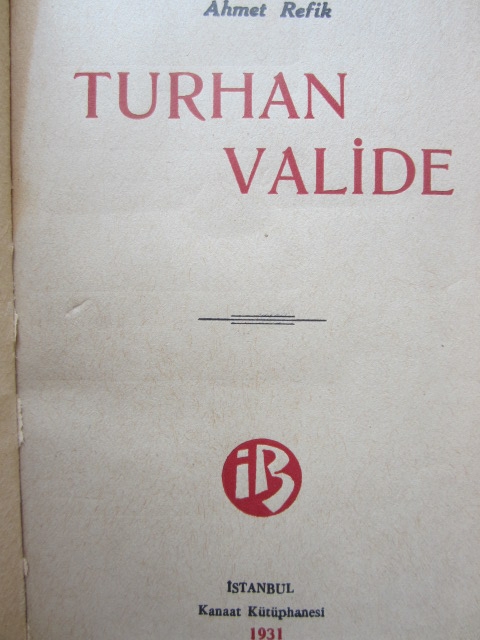 Ahmet Refik
TURHAN
VALİDE
İB
İSTANBUL
Kanaat Kütüphanesi
1931